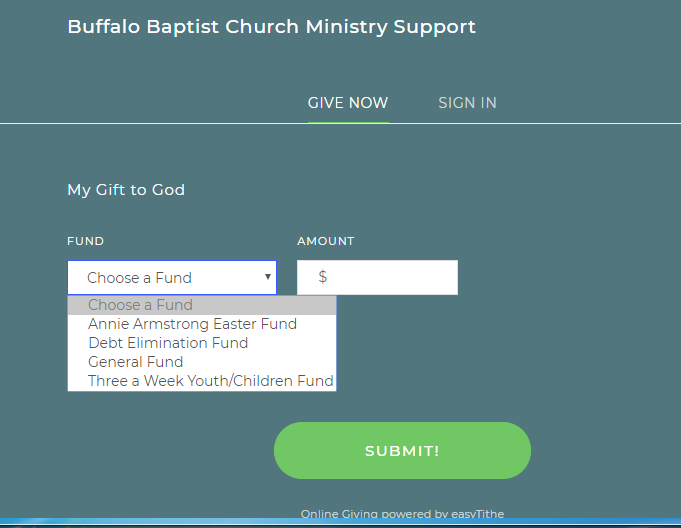 Buffalo Baptist Church Ministry Support
GIVE NOW SIGN IN
My Gift to God
FUND AMOUNT
Choose a Fund $
Choose a Fund
Annie Armstrong Easter Fund
Debt Elimination Fund
General Fund
Three a Week Youth/Children Fund
SUBMIT!
Online Giving powered by easyTithe